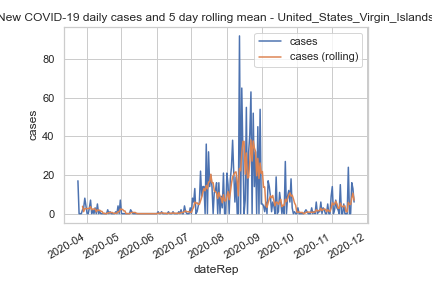 New COVID-19 daily cases and 5 day rolling mean - United_States_Virgin_Islands
cases
cases (rolling)
80
60
40
20
0
cases
2020-04
2020-05
2020-06
2020-07
2020-08
2020-09
2020-10
2020-11
2020-12
dateRep